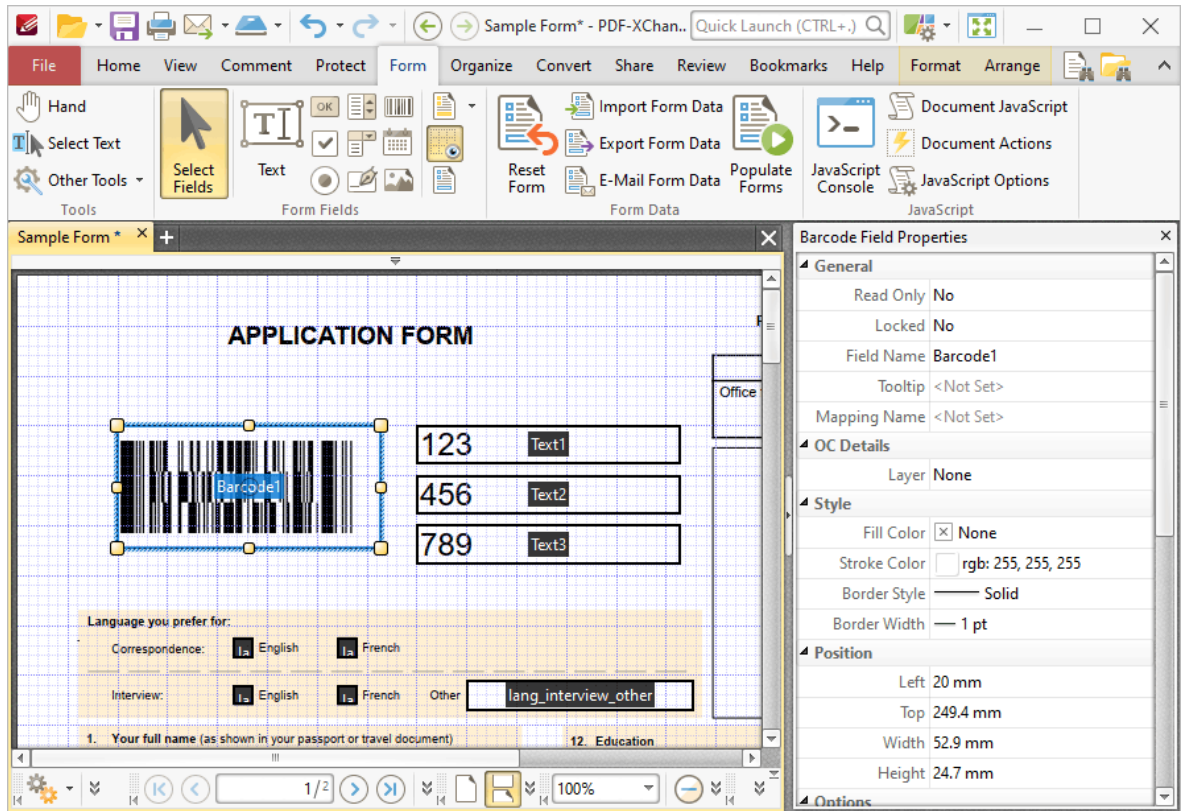 Sample Form* - PDF-XChan.. Quick Launch (CTRL+.)
File Home View Comment Protect Form Organize Convert Share Review Bookmarks Help Format Arrange
Hand
Select Text
Other Tools
Tools
Select Fields
Text
OK
Form Fields
Reset Form
Import Form Data
Export Form Data
E-Mail Form Data
Populate Forms
Form Data
JavaScript Console
Document JavaScript
Document Actions
JavaScript Options
JavaScript
Sample Form *
APPLICATION FORM
Office
Barcode1
123 Text1
456 Text2
789 Text3
Language you prefer for:
Correspondence: la English la French
Interview: la English la French Other lang_interview_other
1. Your full name (as shown in your passport or travel document)
12. Education
1/2
100%
Barcode Field Properties
General
Read Only No
Locked No
Field Name Barcode1
Tooltip <Not Set>
Mapping Name <Not Set>
OC Details
Layer None
Style
Fill Color None
Stroke Color rgb: 255, 255, 255
Border Style Solid
Border Width 1 pt
Position
Left 20 mm
Top 249.4 mm
Width 52.9 mm
Height 24.7 mm
Options